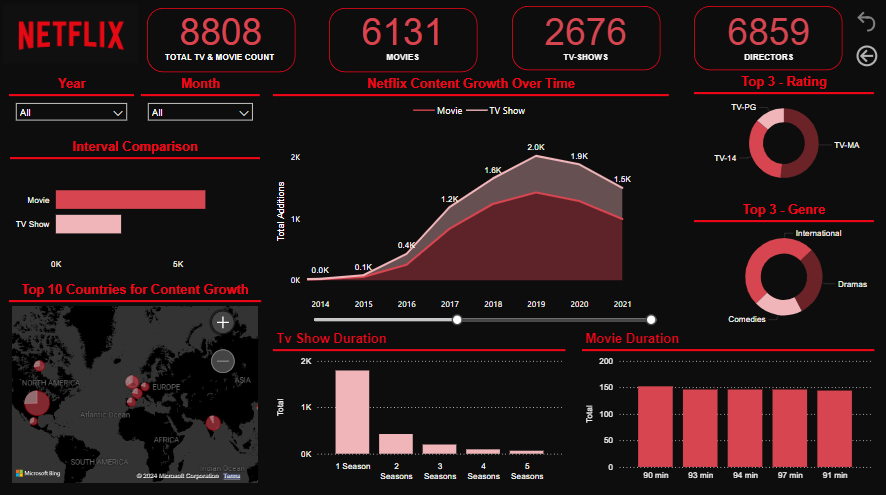 NETFLIX
8808
TOTAL TV & MOVIE COUNT
6131
MOVIES
2676
TV-SHOWS
6859
DIRECTORS
Year
Month
All
All
Interval Comparison
Movie
TV Show
0K
5K
Top 10 Countries for Content Growth
NORTH AMERICA
EUROPE
ASIA
Atlantic Ocean
AFRICA
SOUTH AMERICA
Indian Ocean
Microsoft Bing
© 2024 Microsoft Corporation Terms
Netflix Content Growth Over Time
Movie
TV Show
Total Additions
2K
1K
0K
0.0K
0.1K
0.4K
1.2K
1.6K
2.0K
1.9K
1.5K
2014
2015
2016
2017
2018
2019
2020
2021
Top 3 - Rating
TV-PG
TV-MA
TV-14
Top 3 - Genre
International
Dramas
Comedies
Tv Show Duration
Total
2K
1K
0K
1 Season
2
Seasons
3
Seasons
4
Seasons
5
Seasons
Movie Duration
Total
200
150
100
50
0
90 min
93 min
94 min
97 min
91 min